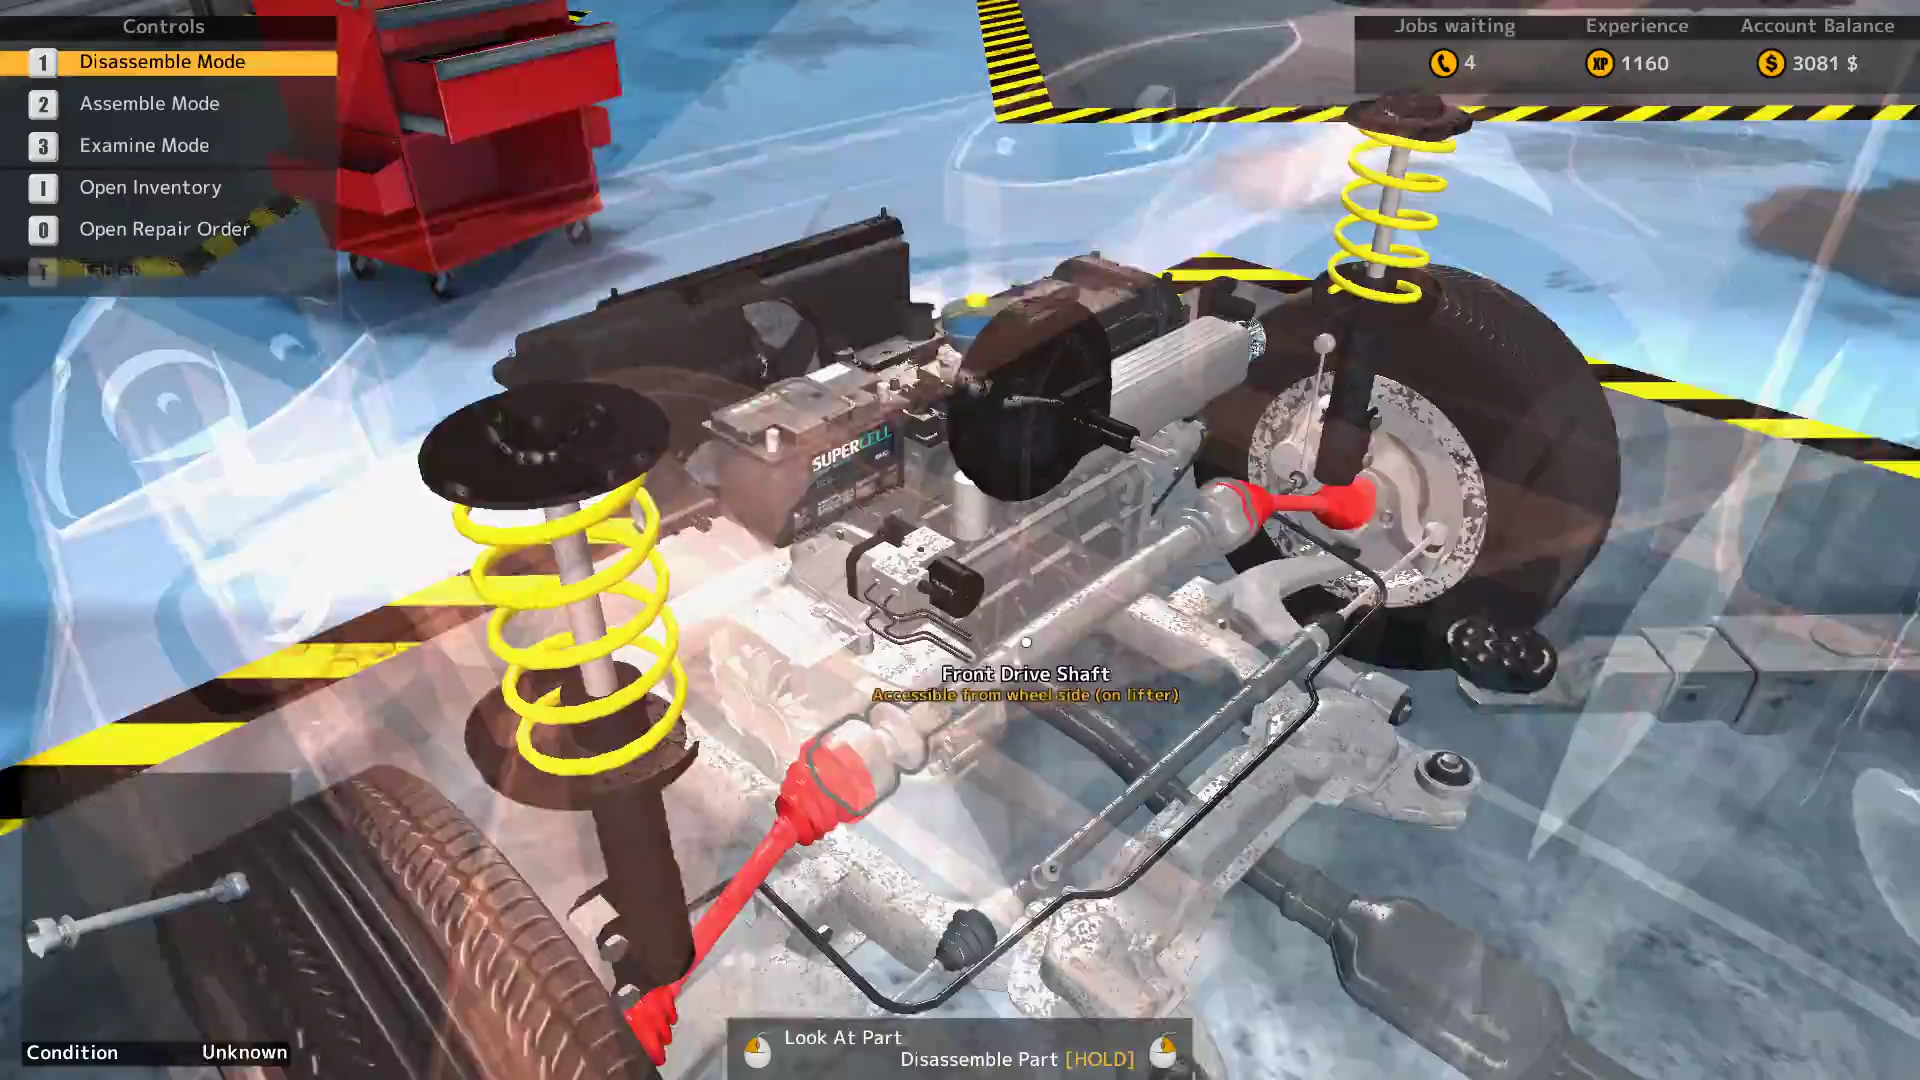 Controls
1 Disassemble Mode
2 Assemble Mode
3 Examine Mode
I Open Inventory
O Open Repair Order
T Tablet
Jobs waiting Experience Account Balance
4 XP 1160 $ 3081 $
SUPERCELL
Front Drive Shaft
Accessible from wheel side (on lifter)
Condition Unknown
Look At Part
Disassemble Part [HOLD]